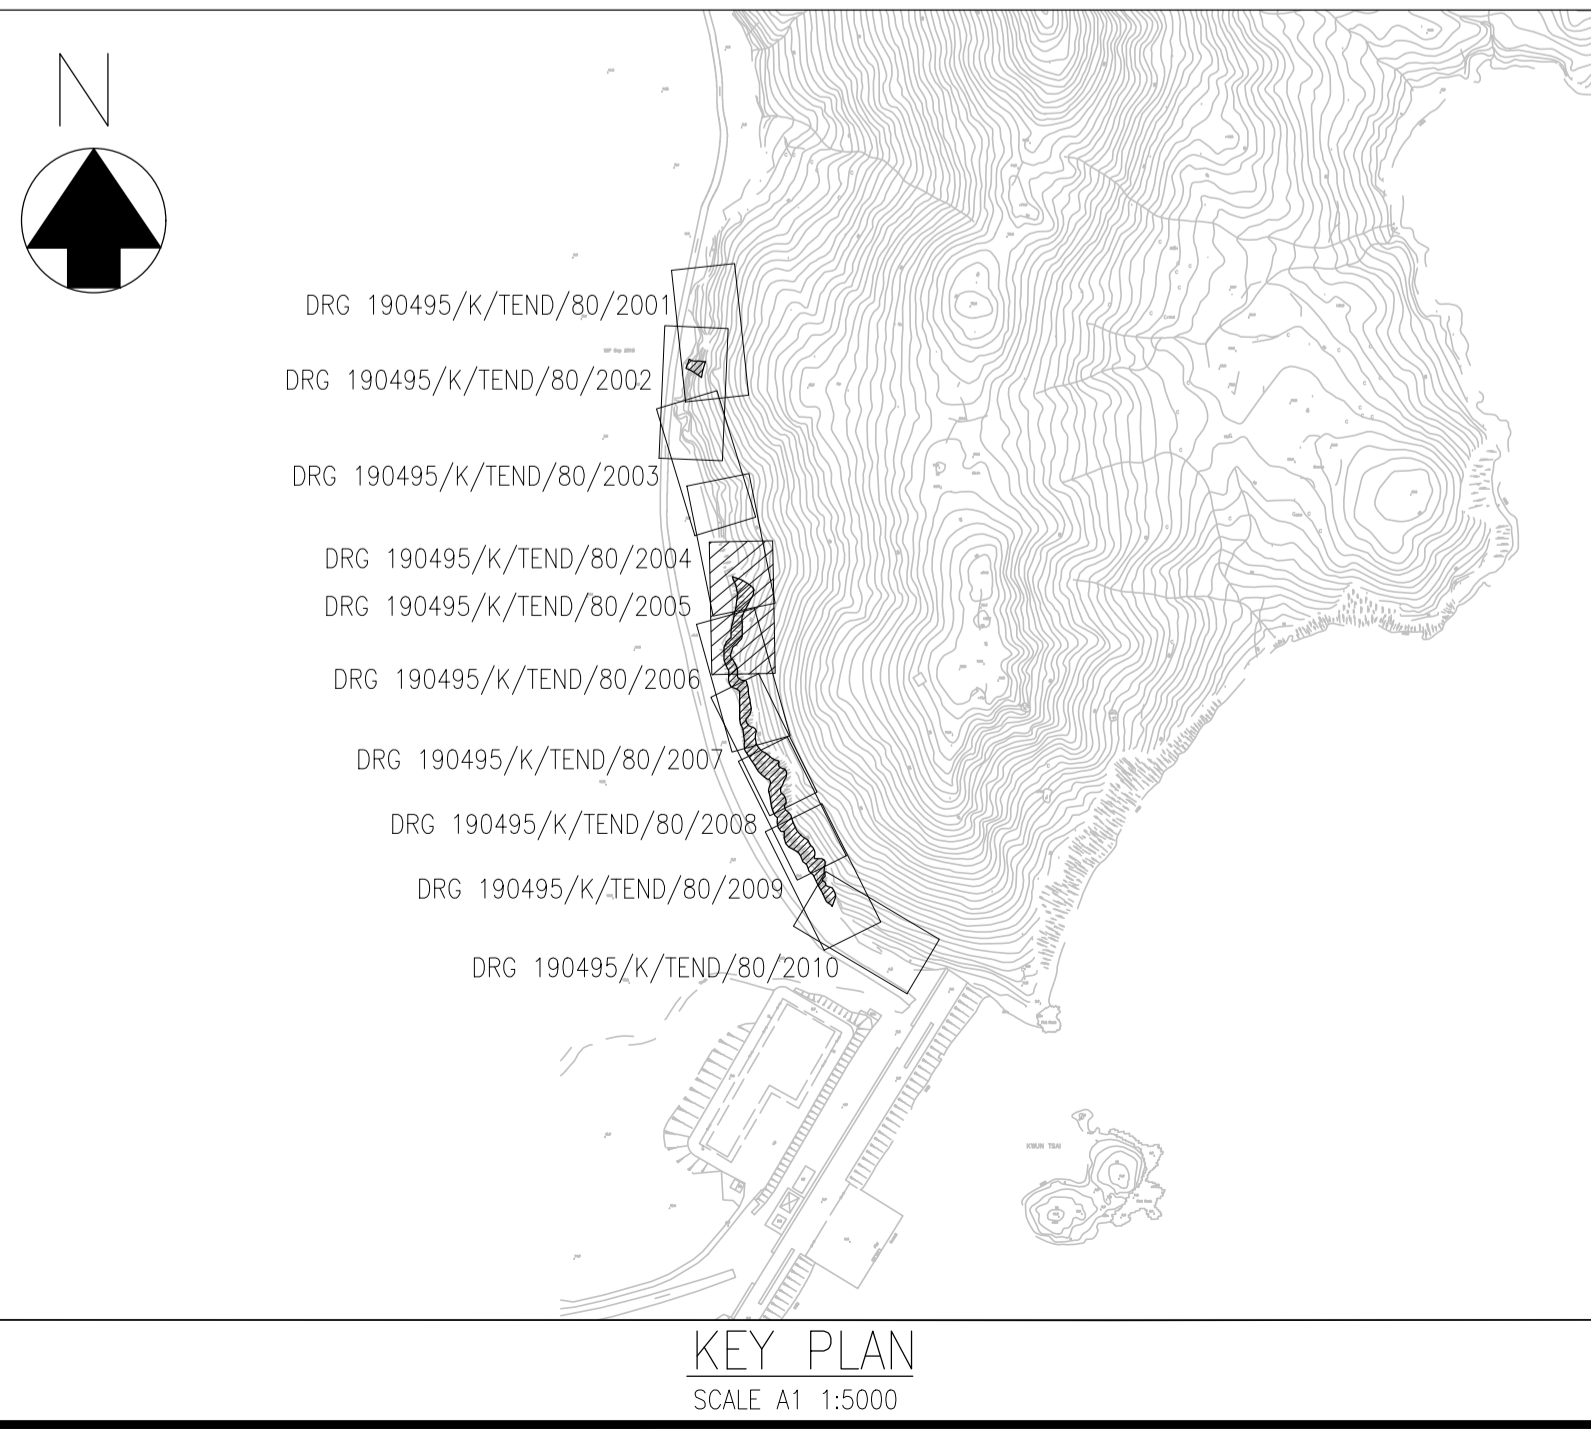 N
DRG 190495/K/TEND/80/2001
DRG 190495/K/TEND/80/2002
DRG 190495/K/TEND/80/2003
DRG 190495/K/TEND/80/2004
DRG 190495/K/TEND/80/2005
DRG 190495/K/TEND/80/2006
DRG 190495/K/TEND/80/2007
DRG 190495/K/TEND/80/2008
DRG 190495/K/TEND/80/2009
DRG 190495/K/TEND/80/2010
KWUN TSAI
KEY PLAN
SCALE A1 1:5000